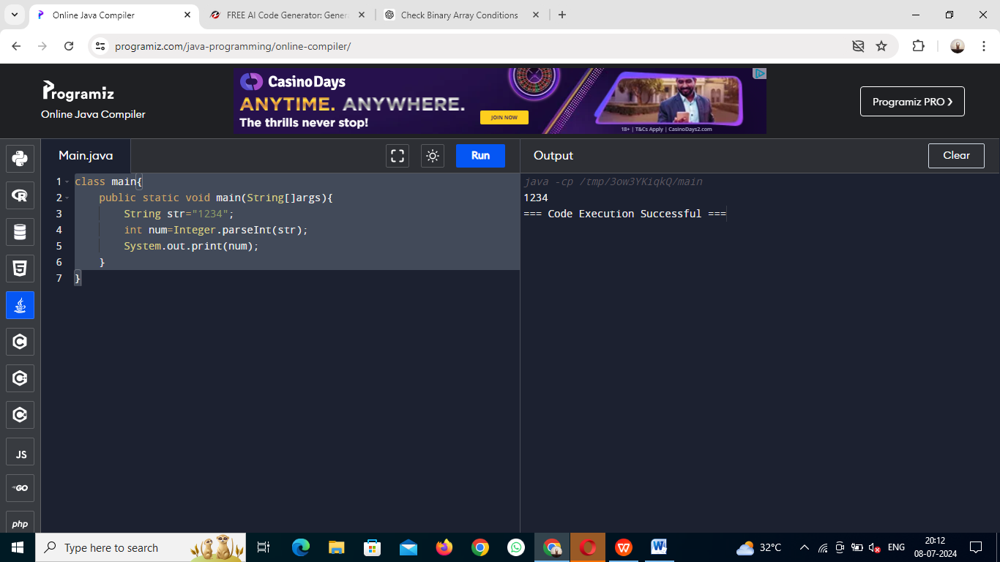 Online Java Compiler
FREE AI Code Generator: Genera
Check Binary Array Conditions
programiz.com/java-programming/online-compiler/
Programiz
Online Java Compiler
CasinoDays
ANYTIME. ANYWHERE.
The thrills never stop!
JOIN NOW
18+ | T&Cs Apply | CasinoDays2.com
Programiz PRO ❯
Main.java
Run
Output
Clear
1 class main{
2 public static void main(String[]args){
3 String str="1234";
4 int num=Integer.parseInt(str);
5 System.out.print(num);
6 }
7 }
java -cp /tmp/3ow3YKiqkQ/main
1234
=== Code Execution Successful ===
R
5
C
C
C
JS
GO
php
Type here to search
W
W
32°C
ENG
20:12
08-07-2024